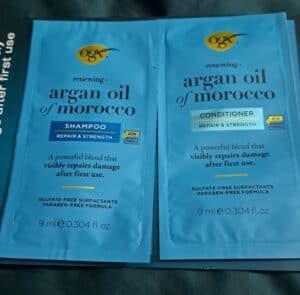 after first use
ogx
renewing +
argan oil
of morocco
SHAMPOO
REPAIR & STRENGTH
NEW
A powerful blend that
visibly repairs damage
after first use.
SULFATE-FREE SURFACTANTS
PARABEN-FREE FORMULA
9 ml e 0.304 fl. oz.
ogx
renewing +
argan oil
of morocco
CONDITIONER
REPAIR & STRENGTH
NEW
A powerful blend that
visibly repairs damage
after first use.
SULFATE-FREE SURFACTANTS
PARABEN-FREE FORMULA
9 ml e 0.304 fl. oz.